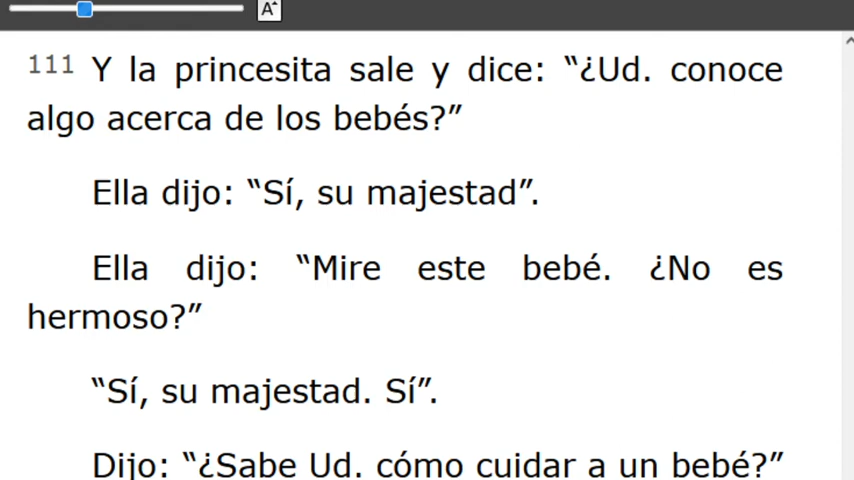 A
111 Y la princesita sale y dice: “¿Ud. conoce
algo acerca de los bebés?”
Ella dijo: “Sí, su majestad”.
Ella dijo: “Mire este bebé. ¿No es
hermoso?”
“Sí, su majestad. Sí”.
Dijo: “¿Sabe Ud. cómo cuidar a un bebé?”